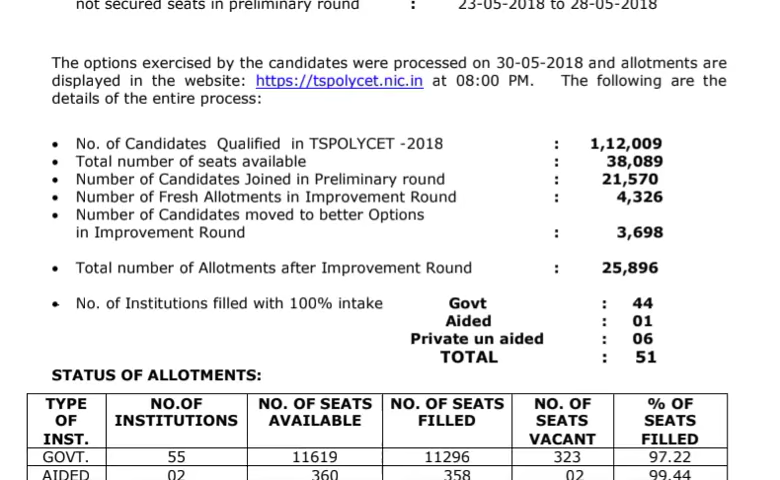 not secured seats in preliminary round : 23-05-2018 to 28-05-2018
The options exercised by the candidates were processed on 30-05-2018 and allotments are
displayed in the website: https://tspolycet.nic.in at 08:00 PM. The following are the
details of the entire process:
• No. of Candidates Qualified in TSPOLYCET -2018 : 1,12,009
• Total number of seats available : 38,089
• Number of Candidates Joined in Preliminary round : 21,570
• Number of Fresh Allotments in Improvement Round : 4,326
• Number of Candidates moved to better Options
in Improvement Round : 3,698
• Total number of Allotments after Improvement Round : 25,896
• No. of Institutions filled with 100% intake Govt : 44
Aided : 01
Private un aided : 06
TOTAL : 51
STATUS OF ALLOTMENTS:
TYPE NO.OF NO. OF SEATS NO. OF SEATS NO. OF % OF
OF INSTITUTIONS AVAILABLE FILLED SEATS SEATS
INST. VACANT FILLED
GOVT. 55 11619 11296 323 97.22
AIDED 02 360 358 02 99.44